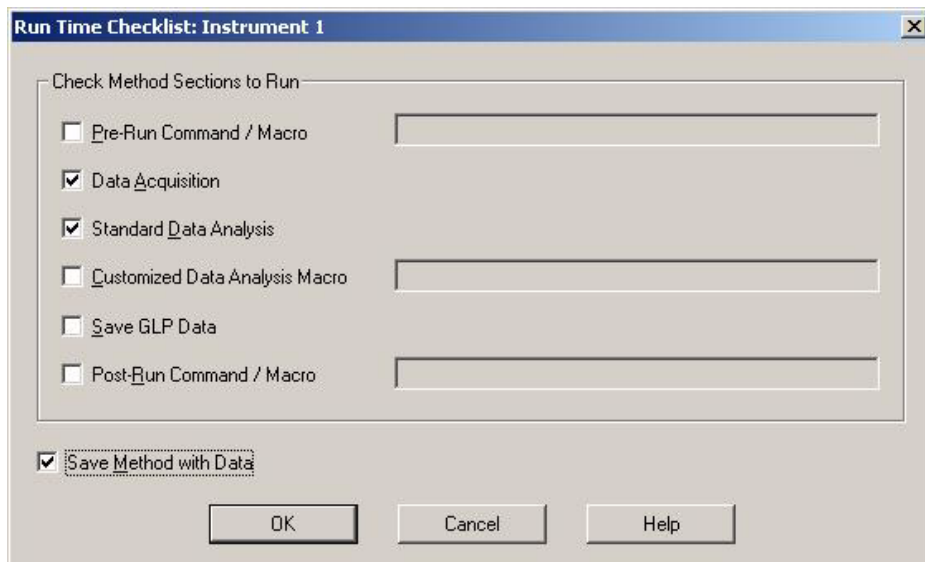 Run Time Checklist: Instrument 1
Check Method Sections to Run
Pre-Run Command / Macro
Data Acquisition
Standard Data Analysis
Customized Data Analysis Macro
Save GLP Data
Post-Run Command / Macro
Save Method with Data
OK Cancel Help